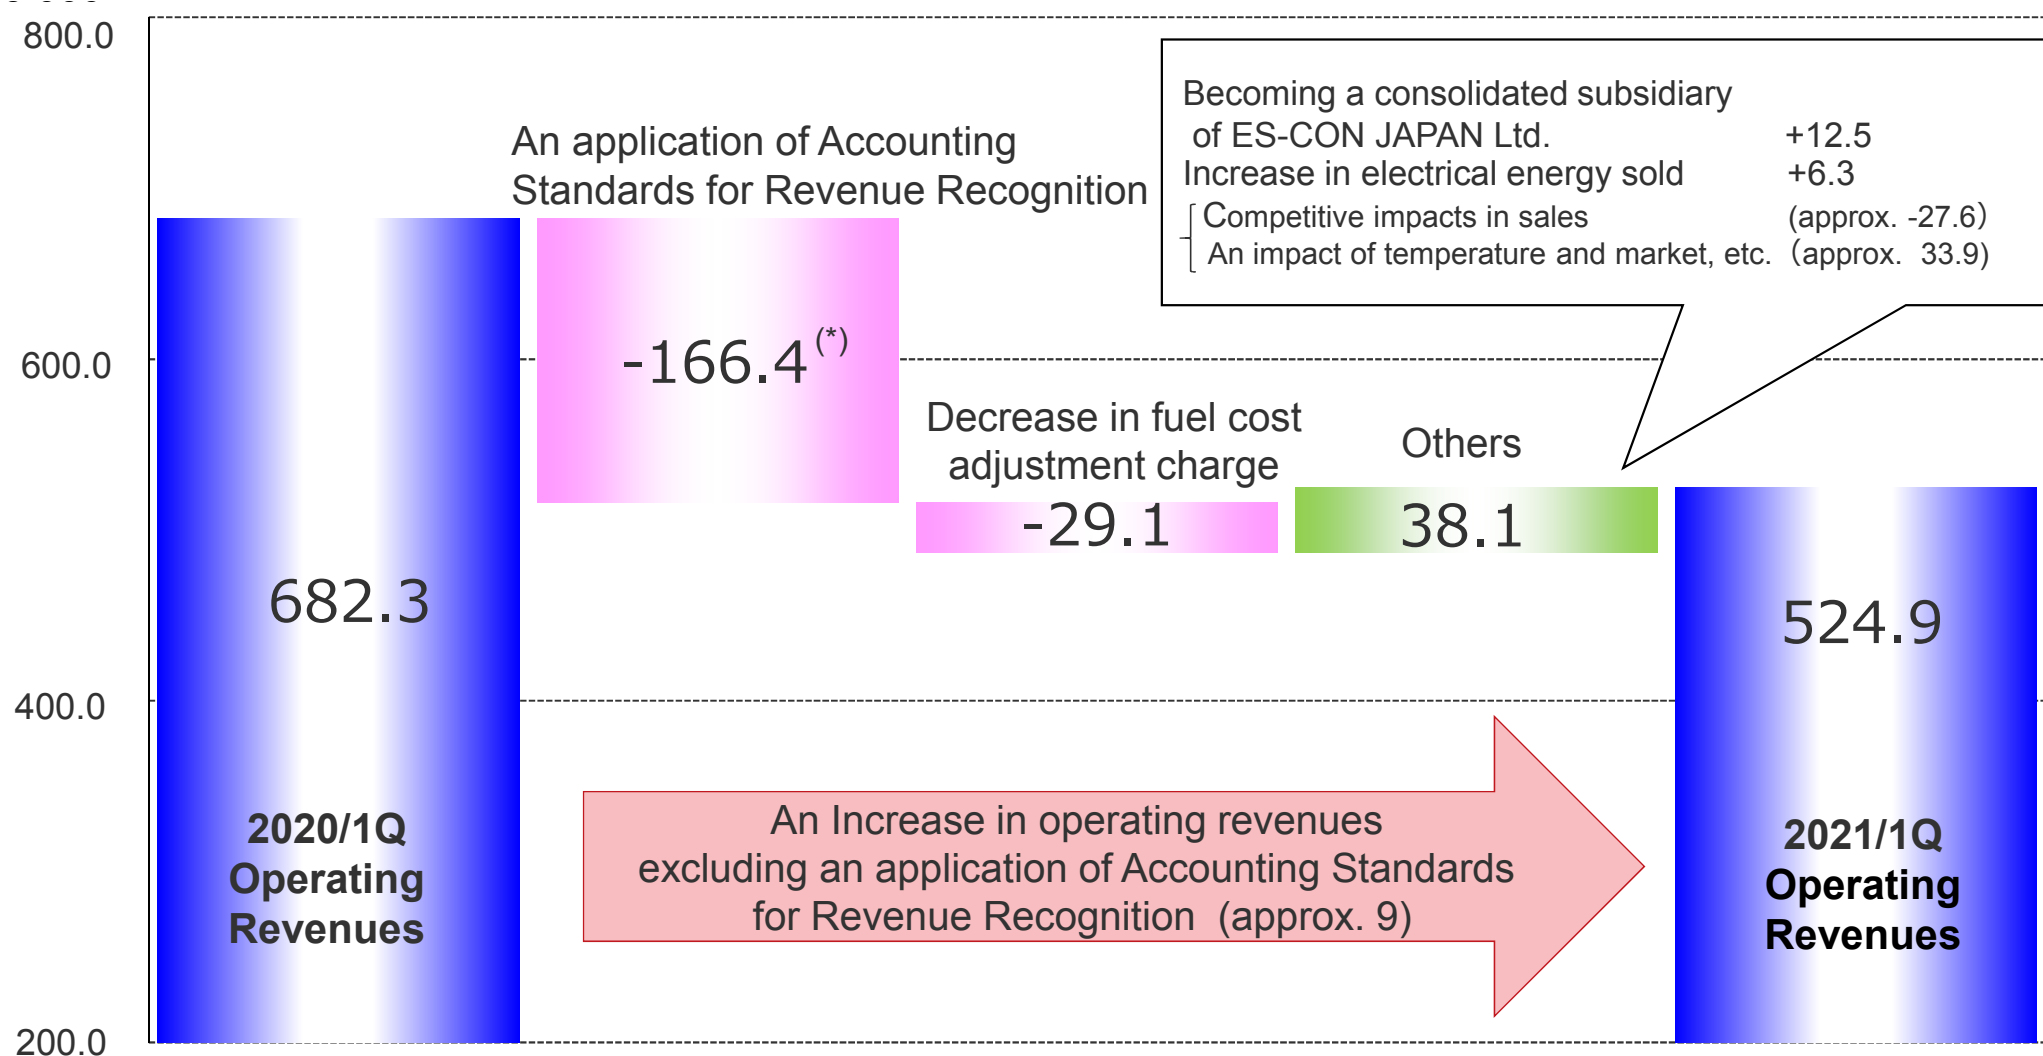 800.0
600.0
400.0
200.0
An application of Accounting
Standards for Revenue Recognition
Becoming a consolidated subsidiary
of ES-CON JAPAN Ltd. +12.5
Increase in electrical energy sold +6.3
Competitive impacts in sales (approx. -27.6)
An impact of temperature and market, etc. (approx. 33.9)
-166.4 (*)
Decrease in fuel cost
adjustment charge
-29.1
Others
38.1
682.3
2020/1Q
Operating
Revenues
An Increase in operating revenues
excluding an application of Accounting Standards
for Revenue Recognition (approx. 9)
524.9
2021/1Q
Operating
Revenues